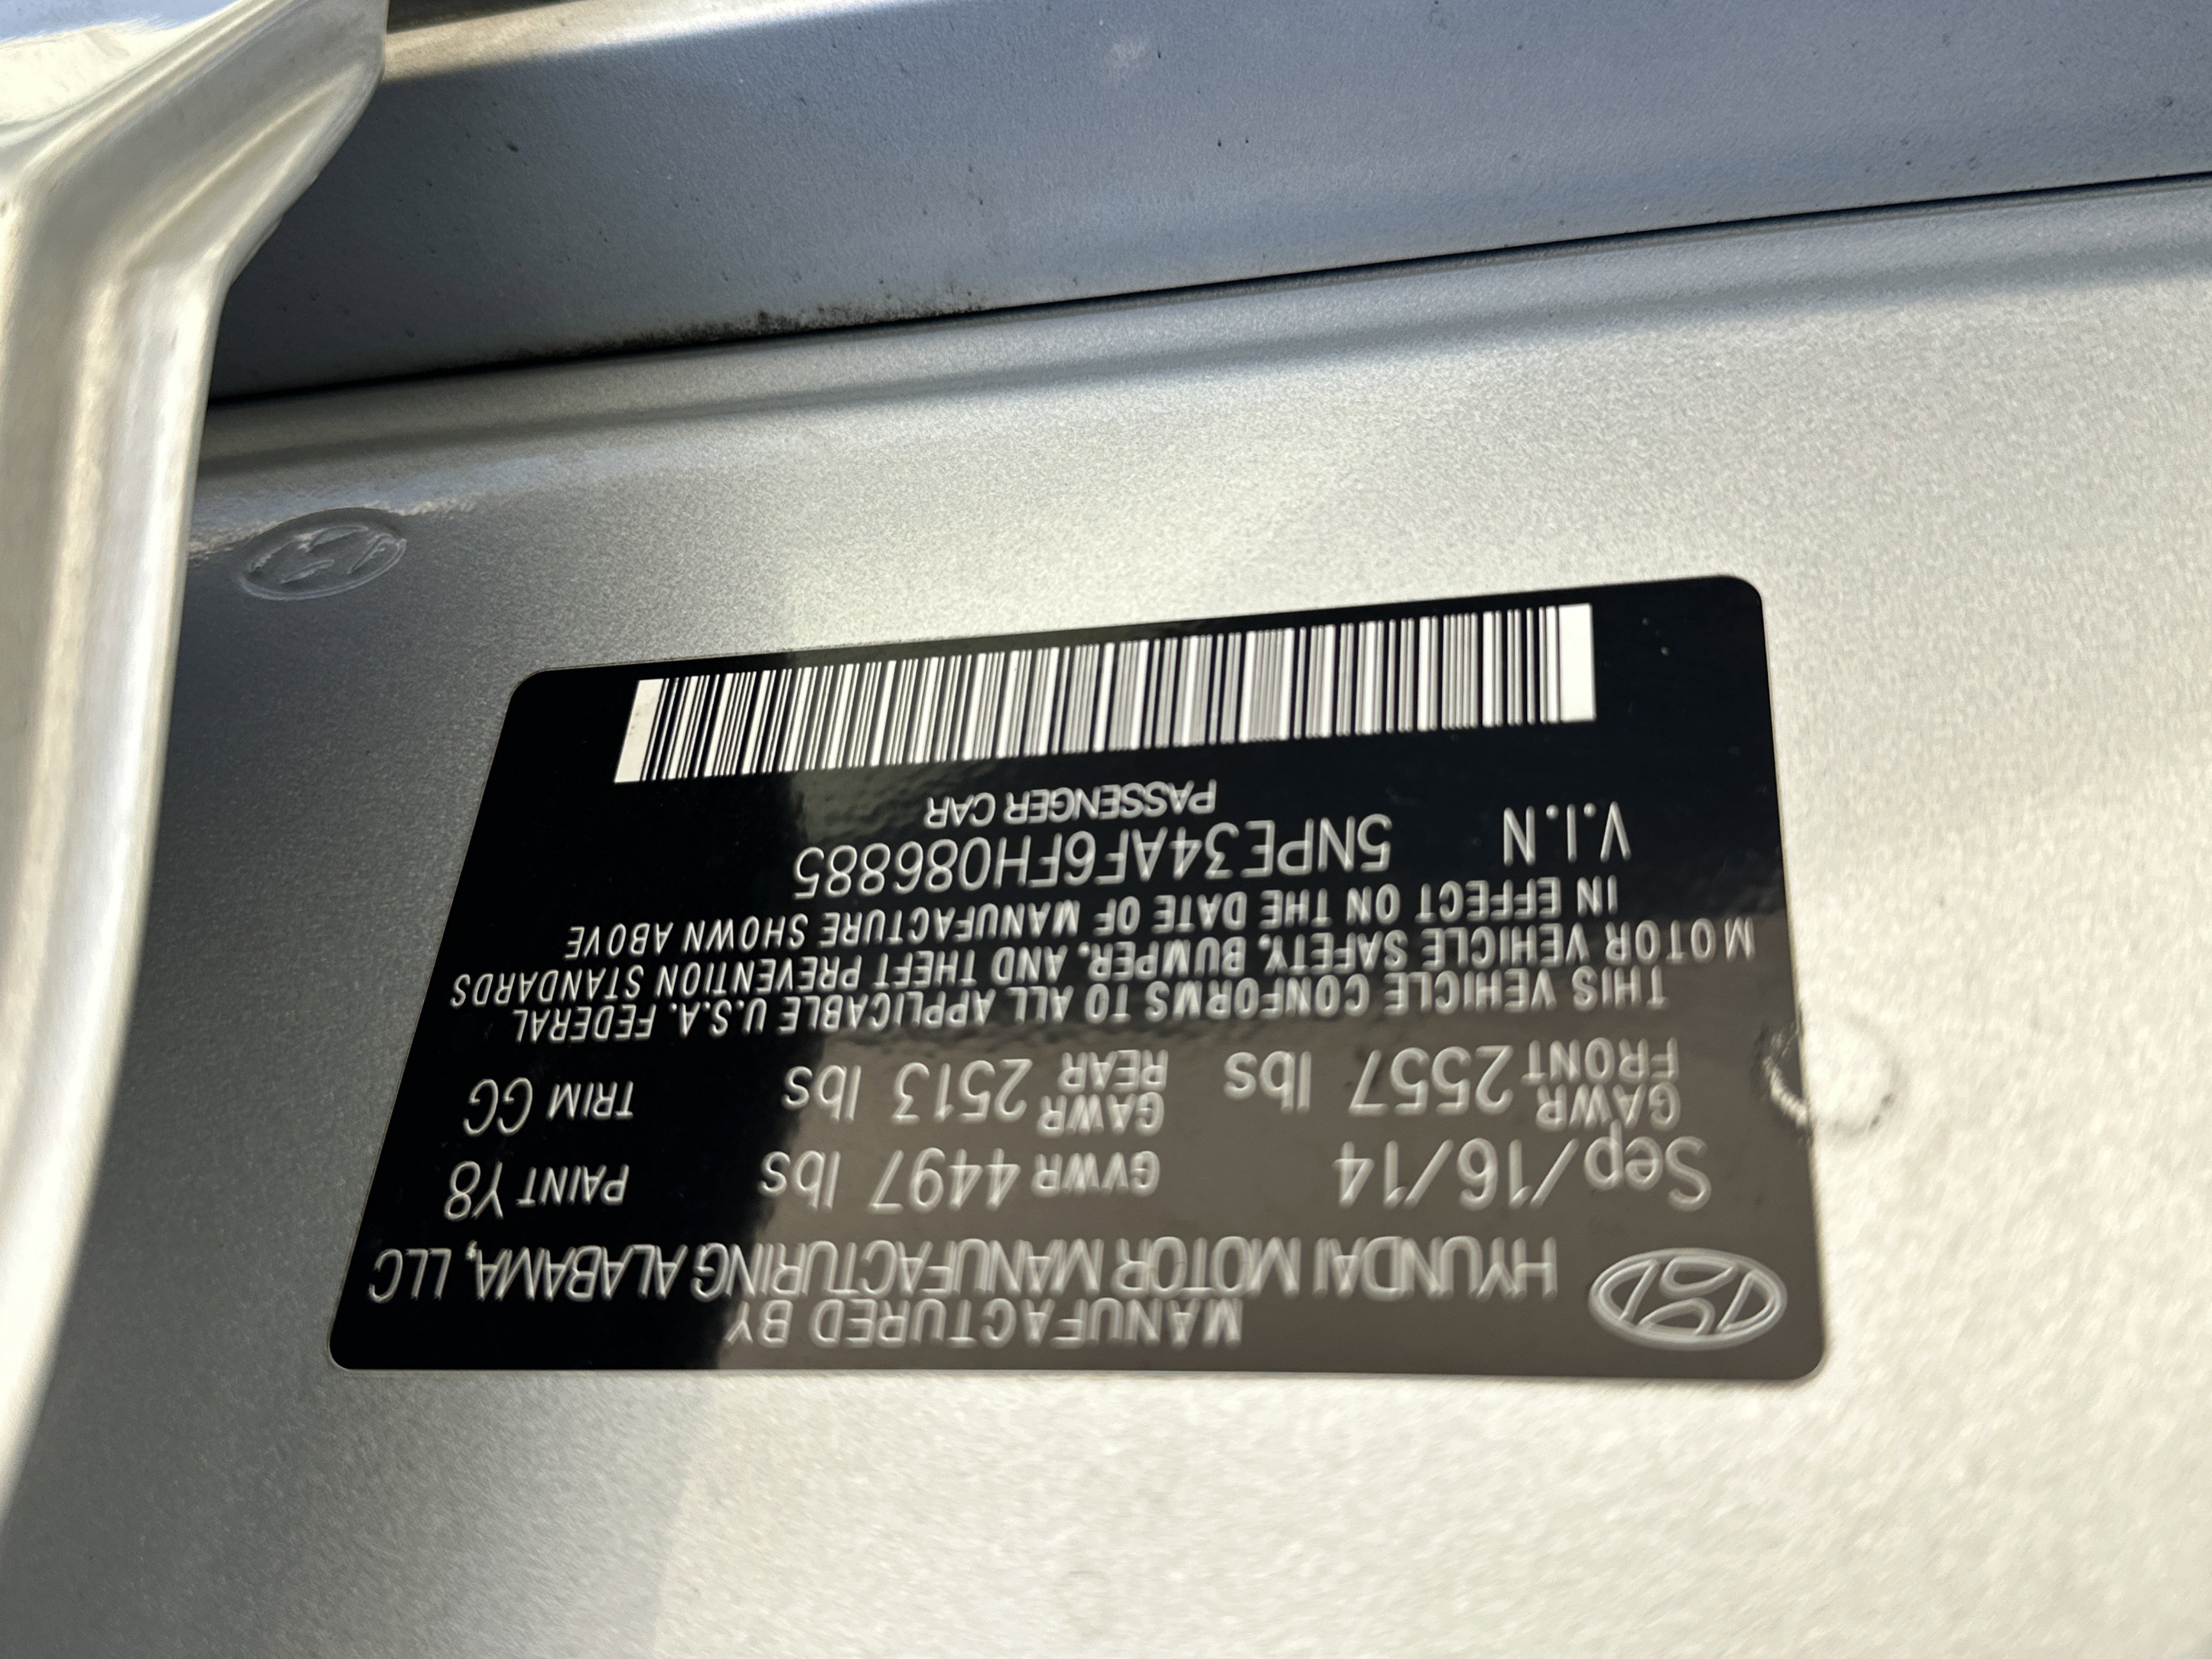 MANUFACTURED BY
HYUNDAI MOTOR MANUFACTURING ALABAMA, LLC
Sep/16/14 GVWR 4497 lbs PAINT Y8
GAWR FRONT 2557 lbs GAWR REAR 2513 lbs TRIM GG
THIS VEHICLE CONFORMS TO ALL APPLICABLE U.S.A. FEDERAL
MOTOR VEHICLE SAFETY, BUMPER, AND THEFT PREVENTION STANDARDS
IN EFFECT ON THE DATE OF MANUFACTURE SHOWN ABOVE
V.I.N 5NPE34AF6FH086885
PASSENGER CAR